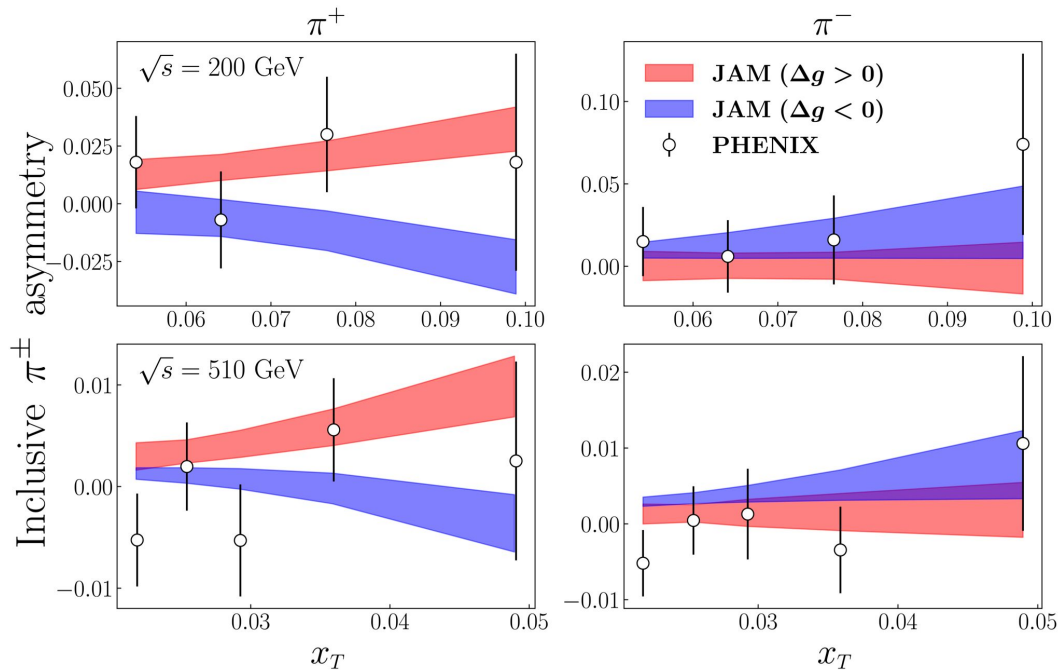 π⁺
π⁻
√s = 200 GeV
JAM (Δg > 0)
JAM (Δg < 0)
PHENIX
0.050
0.025
0.000
−0.025
0.10
0.05
0.00
0.06 0.07 0.08 0.09 0.10
0.06 0.07 0.08 0.09 0.10
Inclusive π± asymmetry
√s = 510 GeV
0.01
0.00
−0.01
0.02
0.01
0.00
−0.01
0.03 0.04 0.05
0.03 0.04 0.05
x_T
x_T